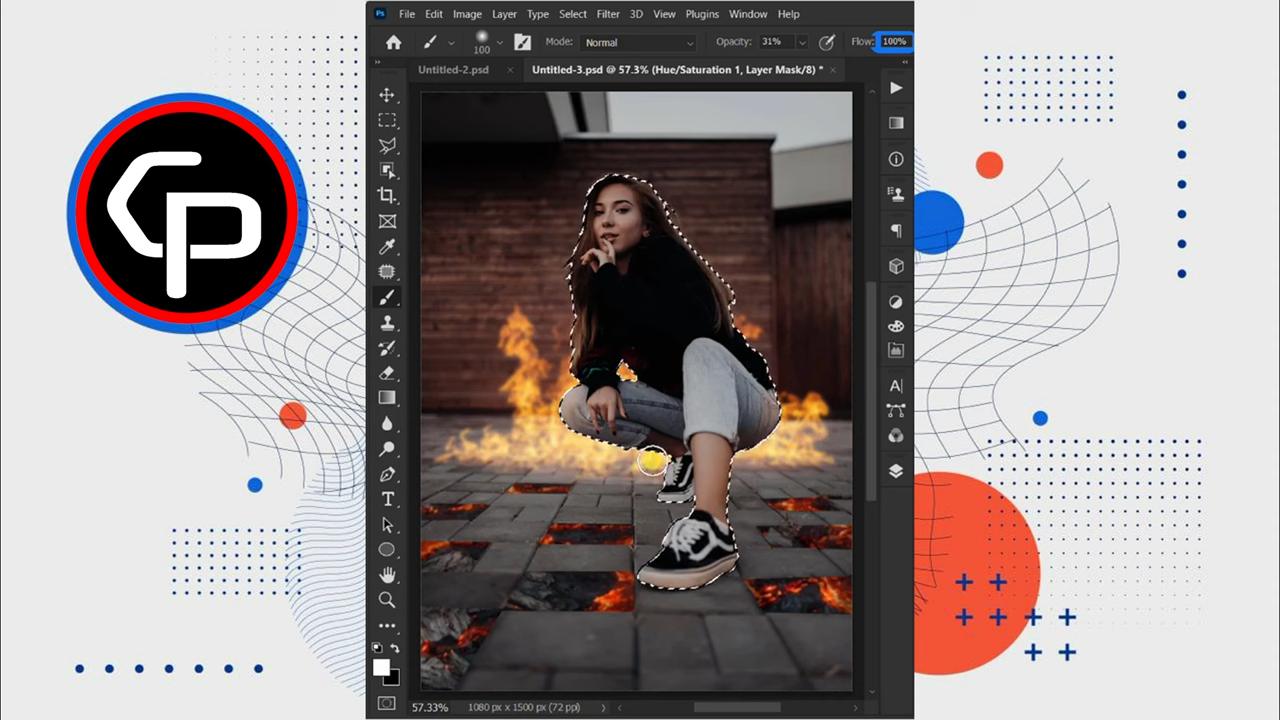 CP
Ps File Edit Image Layer Type Select Filter 3D View Plugins Window Help
100 Mode: Normal Opacity: 31% Flow: 100%
Untitled-2.psd × Untitled-3.psd @ 57.3% (Hue/Saturation 1, Layer Mask/8) * ×
57.33% 1080 px x 1500 px (72 ppi)